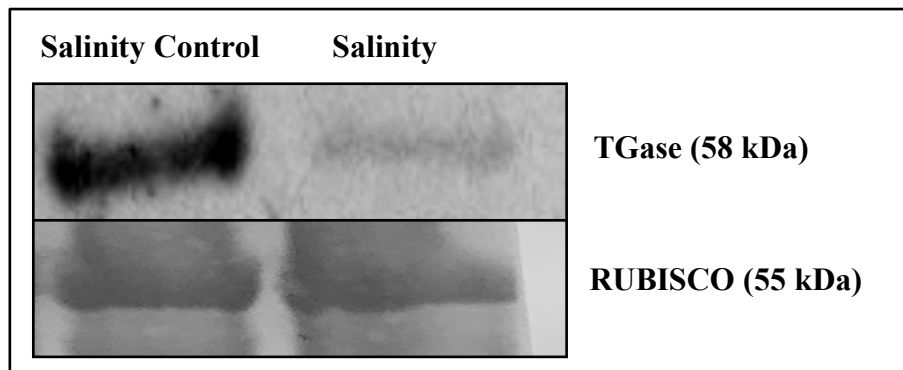 Salinity Control Salinity
TGase (58 kDa)
RUBISCO (55 kDa)